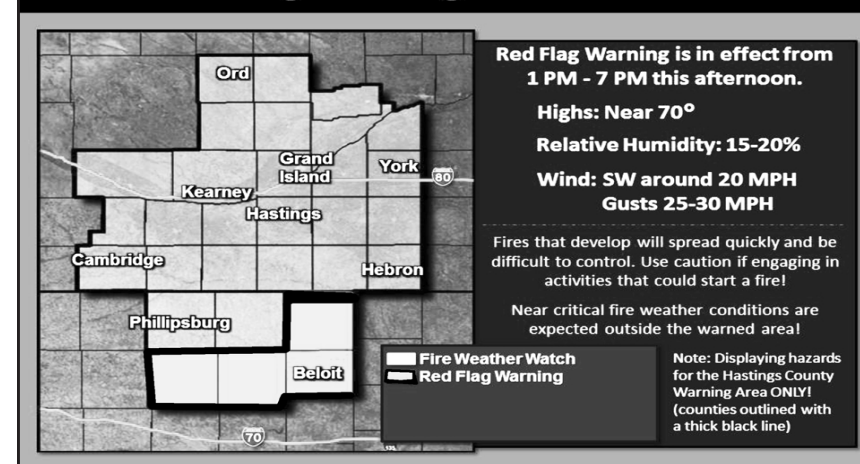 Ord
Grand
Island
York
80
Kearney
Hastings
Cambridge
Hebron
Phillipsburg
Beloit
70
Red Flag Warning is in effect from
1 PM - 7 PM this afternoon.
Highs: Near 70°
Relative Humidity: 15-20%
Wind: SW around 20 MPH
Gusts 25-30 MPH
Fires that develop will spread quickly and be
difficult to control. Use caution if engaging in
activities that could start a fire!
Near critical fire weather conditions are
expected outside the warned area!
Fire Weather Watch
Red Flag Warning
Note: Displaying hazards
for the Hastings County
Warning Area ONLY!
(counties outlined with
a thick black line)